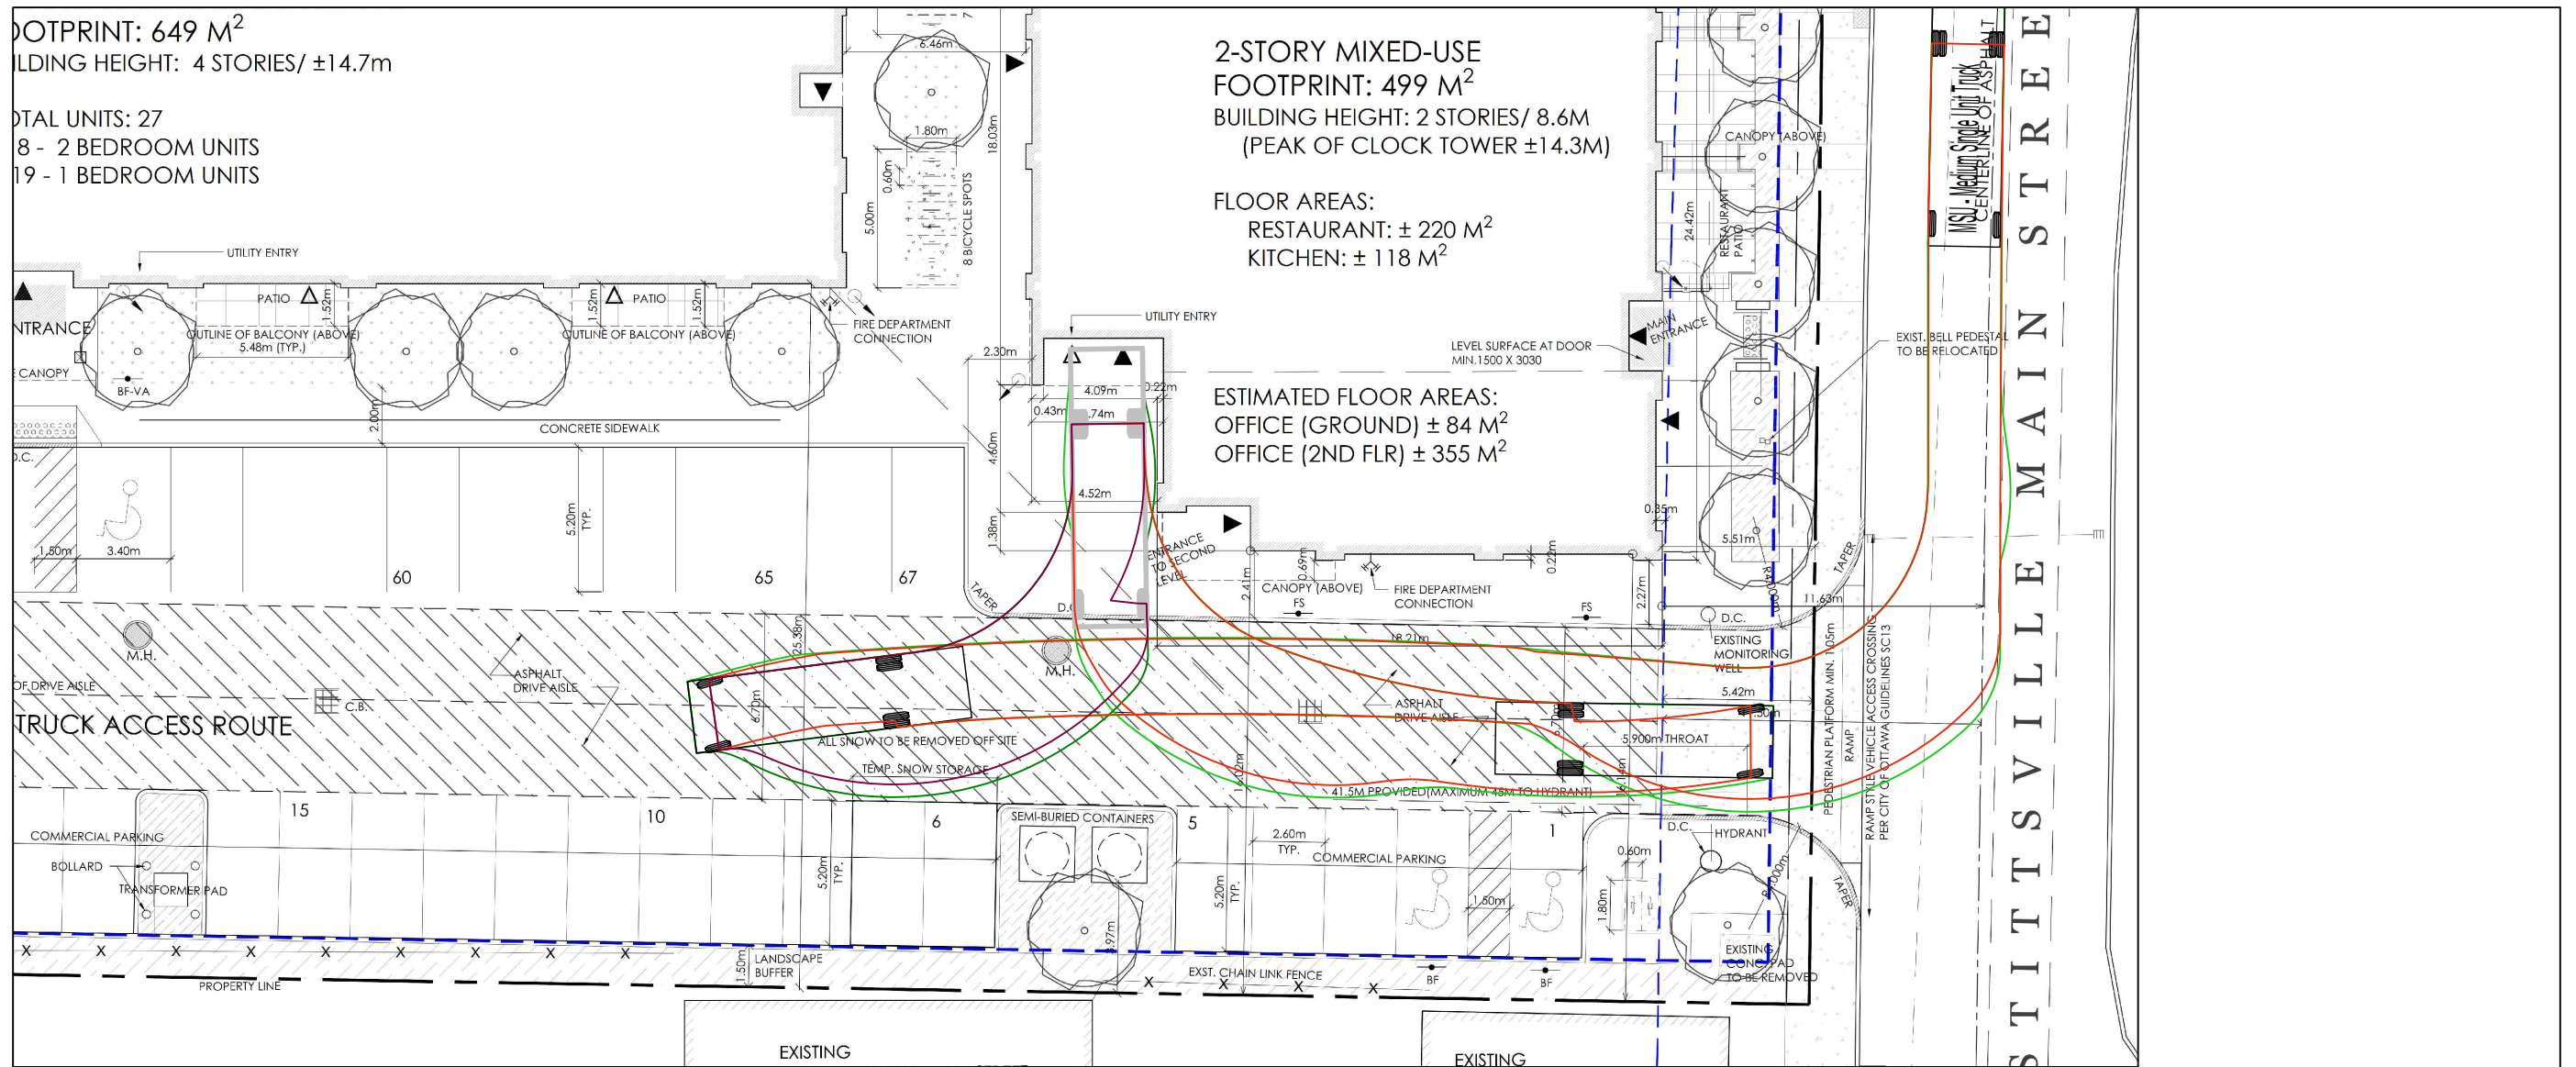 OOTPRINT: 649 M²
ILDING HEIGHT: 4 STORIES/ ±14.7m
OTAL UNITS: 27
8 - 2 BEDROOM UNITS
19 - 1 BEDROOM UNITS
2-STORY MIXED-USE
FOOTPRINT: 499 M²
BUILDING HEIGHT: 2 STORIES/ 8.6M
(PEAK OF CLOCK TOWER ±14.3M)
FLOOR AREAS:
RESTAURANT: ± 220 M²
KITCHEN: ± 118 M²
ESTIMATED FLOOR AREAS:
OFFICE (GROUND) ± 84 M²
OFFICE (2ND FLR) ± 355 M²
6.46m
1.80m
18.03m
0.60m
5.00m
8 BICYCLE SPOTS
CANOPY (ABOVE)
24.42m
RESTAURANT
PATIO
MSU - Medium Single Unit Truck
CENTERLINE OF ASPHALT
STITTSVILLE MAIN STREE
UTILITY ENTRY
PATIO
1.52m
1.52m
PATIO
1.52m
NTRANCE
OUTLINE OF BALCONY (ABOVE)
5.48m (TYP.)
OUTLINE OF BALCONY (ABOVE)
FIRE DEPARTMENT
CONNECTION
E CANOPY
BF-VA
2.00m
CONCRETE SIDEWALK
UTILITY ENTRY
2.30m
4.09m
0.22m
0.43m
.74m
4.60m
4.52m
1.38m
LEVEL SURFACE AT DOOR
MIN.1500 X 3030
MAIN
ENTRANCE
EXIST. BELL PEDESTAL
TO BE RELOCATED
D.C.
1.50m
3.40m
5.20m
TYP.
60
65
67
TAPER
D.C
ENTRANCE
TO SECOND
LEVEL
2.41m
0.69m
CANOPY (ABOVE)
FS
FIRE DEPARTMENT
CONNECTION
0.22m
FS
2.27m
0.35m
5.51m
TAPER
11.63m
D.C.
EXISTING
MONITORING
WELL
M.H.
OF DRIVE AISLE
C.B.
TRUCK ACCESS ROUTE
ASPHALT
DRIVE AISLE
25.38m
6.70m
M.H.
18.21m
ASPHALT
DRIVE AISLE
5.42m
5.900m THROAT
ALL SNOW TO BE REMOVED OFF SITE
TEMP. SNOW STORAGE
41.5M PROVIDED(MAXIMUM 45M TO HYDRANT)
PEDESTRIAN PLATFORM MIN. 1.05m
RAMP
RAMP STYLE VEHICLE ACCESS CROSSING
PER CITY OF OTTAWA GUIDELINES SC13
15
10
6
SEMI-BURIED CONTAINERS
5
1
D.C.
HYDRANT
COMMERCIAL PARKING
BOLLARD
TRANSFORMER PAD
5.20m
TYP.
2.60m
TYP.
COMMERCIAL PARKING
5.20m
TYP.
1.50m
0.60m
1.80m
TAPER
X X X X X X X X X
1.50m
LANDSCAPE
BUFFER
PROPERTY LINE
EXST. CHAIN LINK FENCE
X X X X
BF
BF
EXISTING
CONC. PAD
TO BE REMOVED
EXISTING
EXISTING